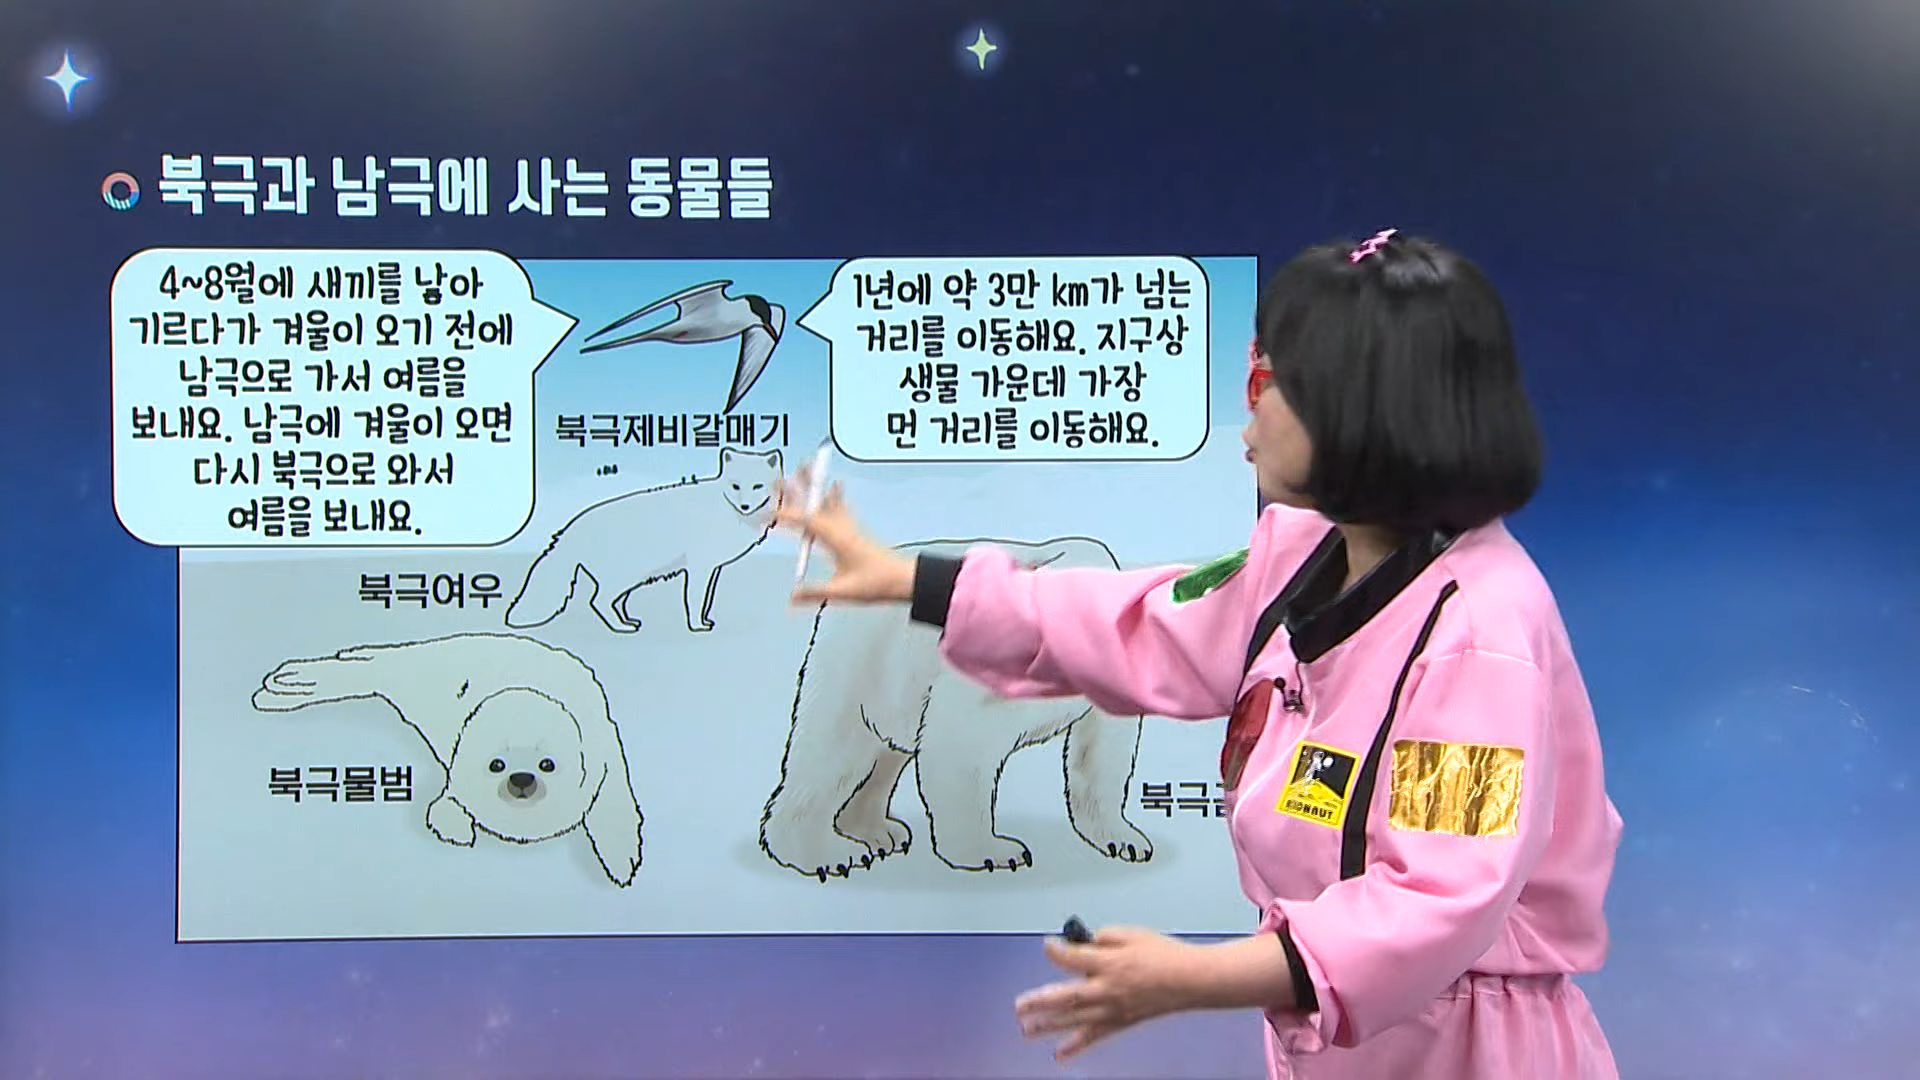 북극과 남극에 사는 동물들
4~8월에 새끼를 낳아
기르다가 겨울이 오기 전에
남극으로 가서 여름을
보내요. 남극에 겨울이 오면
다시 북극으로 와서
여름을 보내요.
1년에 약 3만 km가 넘는
거리를 이동해요. 지구상
생물 가운데 가장
먼 거리를 이동해요.
북극제비갈매기
북극여우
북극물범
북극
KIDNAUT